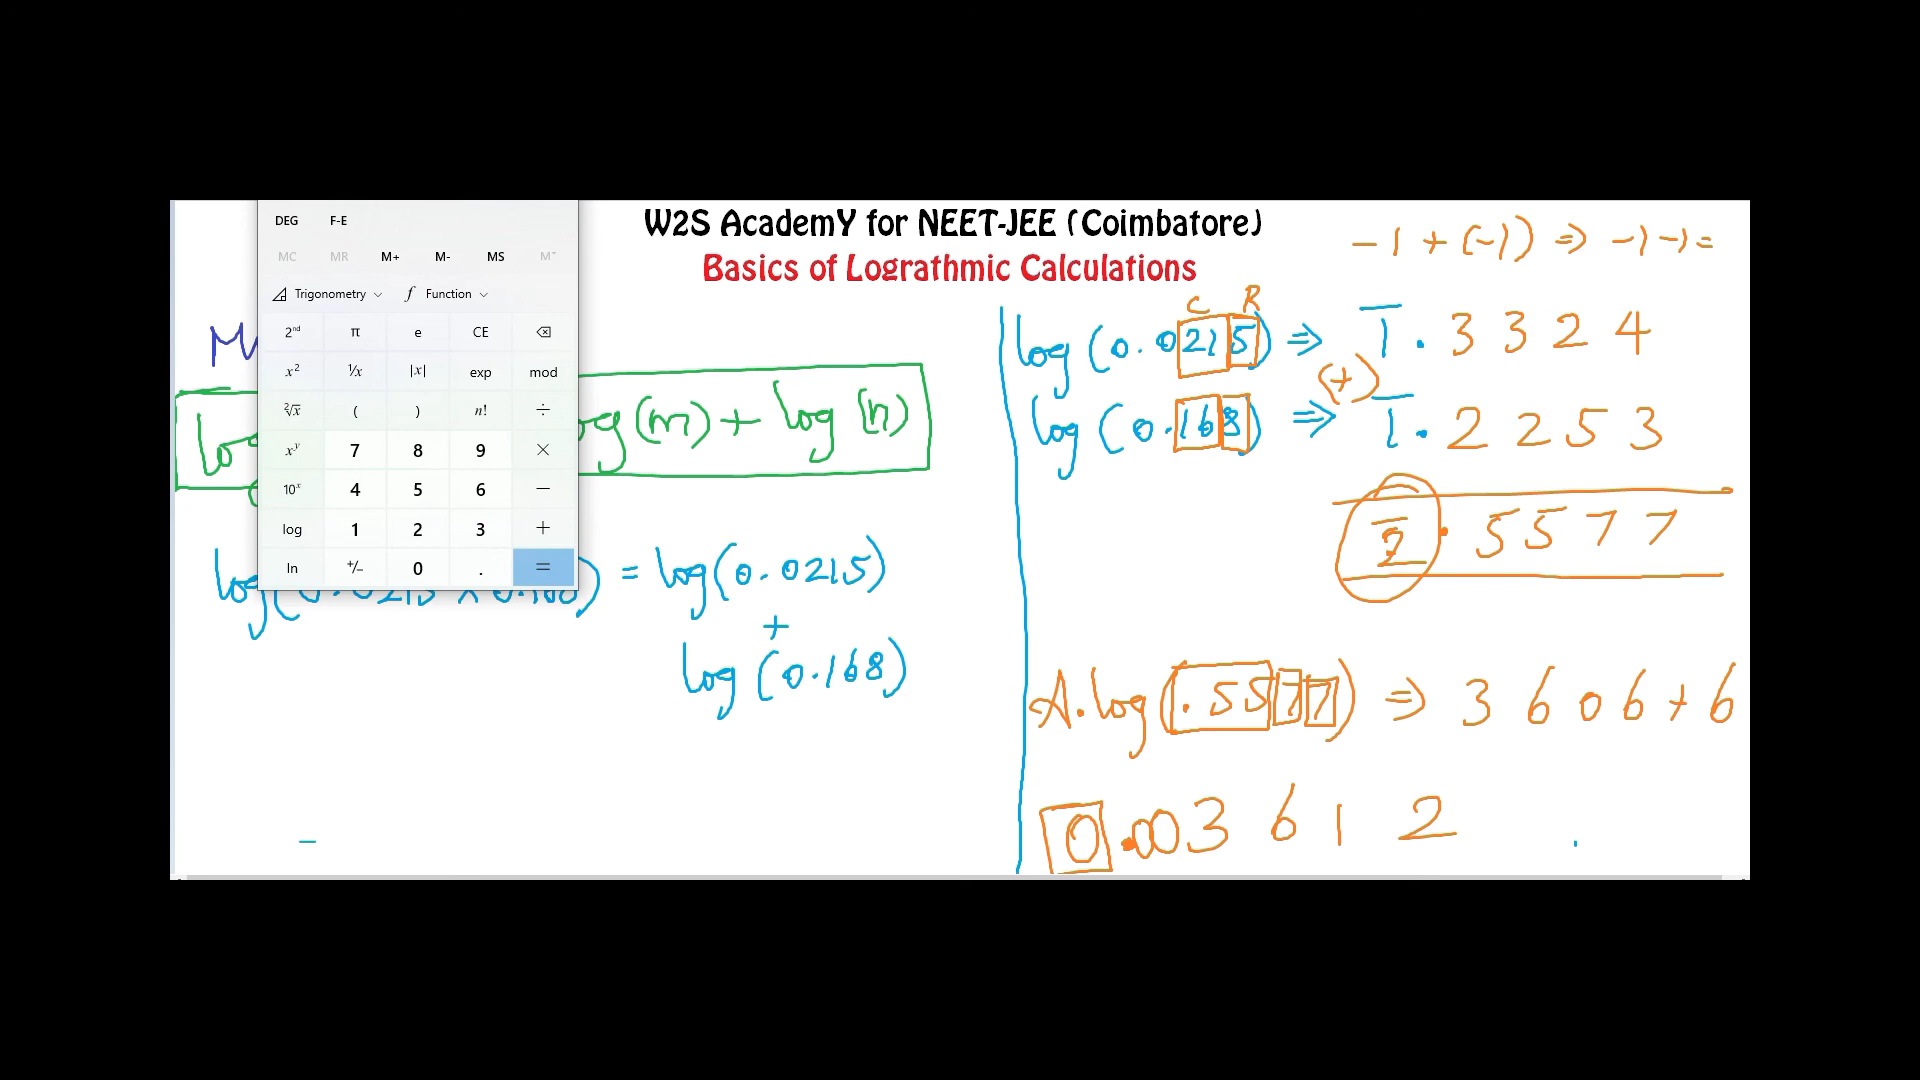 W2S AcademY for NEET-JEE (Coimbatore)
Basics of Lograthmic Calculations
DEG F-E
MC MR M+ M- MS M˅
Trigonometry ƒ Function
2ⁿᵈ π e CE
x² ¹/x |x| exp mod
²√x ( ) n! ÷
xʸ 7 8 9 ×
10ˣ 4 5 6 −
log 1 2 3 +
ln +/− 0 . =
log(m) + log(n)
= log(0.0215)
+
log(0.168)
-1 + (-1) ⇒ -1-1=
C R
log(0.0215) ⇒ 1̅.3324
(+)
log(0.168) ⇒ 1̅.2253
2̅.5577
A.log(.5577) ⇒ 3606+6
0.003612